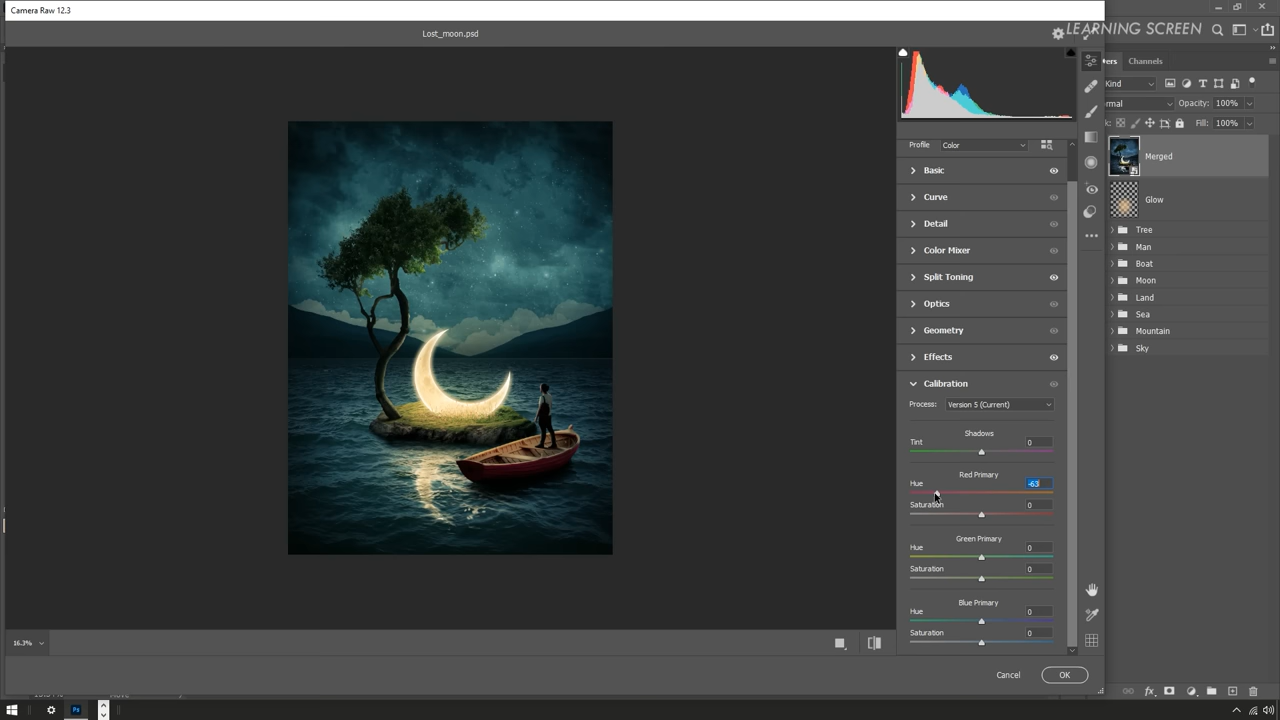 Camera Raw 12.3
Lost_moon.psd
LEARNING SCREEN
Profile Color
Basic
Curve
Detail
Color Mixer
Split Toning
Optics
Geometry
Effects
Calibration
Process: Version 5 (Current)
Shadows
Tint 0
Red Primary
Hue -63
Saturation 0
Green Primary
Hue 0
Saturation 0
Blue Primary
Hue 0
Saturation 0
16.3%
Cancel OK
Channels
Kind
Opacity: 100%
Fill: 100%
Merged
Glow
Tree
Man
Boat
Moon
Land
Sea
Mountain
Sky